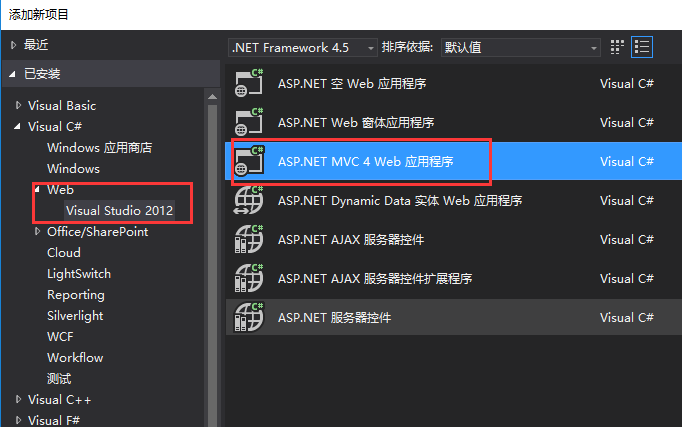 添加新项目
最近
.NET Framework 4.5 排序依据: 默认值
已安装
Visual Basic
Visual C#
Windows 应用商店
Windows
Web
Visual Studio 2012
Office/SharePoint
Cloud
LightSwitch
Reporting
Silverlight
WCF
Workflow
测试
Visual C++
Visual F#
ASP.NET 空 Web 应用程序 Visual C#
ASP.NET Web 窗体应用程序 Visual C#
ASP.NET MVC 4 Web 应用程序 Visual C#
ASP.NET Dynamic Data 实体 Web 应用程序 Visual C#
ASP.NET AJAX 服务器控件 Visual C#
ASP.NET AJAX 服务器控件扩展程序 Visual C#
ASP.NET 服务器控件 Visual C#